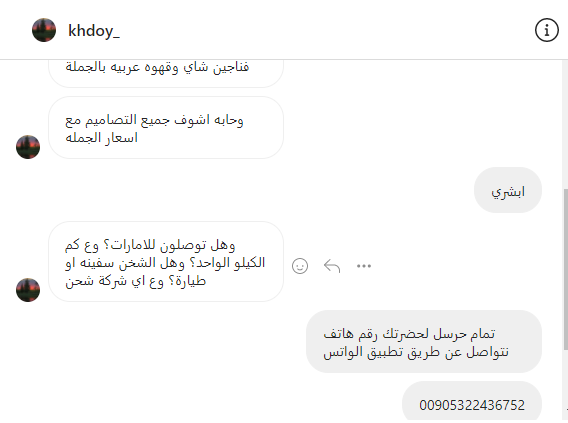 khdoy_
فناجين شاي وقهوه عربيه بالجملة
وحابه اشوف جميع التصاميم مع
اسعار الجمله
ابشري
وهل توصلون للامارات؟ وع كم
الكيلو الواحد؟ وهل الشخن سفينه او
طيارة؟ وع اي شركة شحن
تمام حرسل لحضرتك رقم هاتف
نتواصل عن طريق تطبيق الواتس
00905322436752